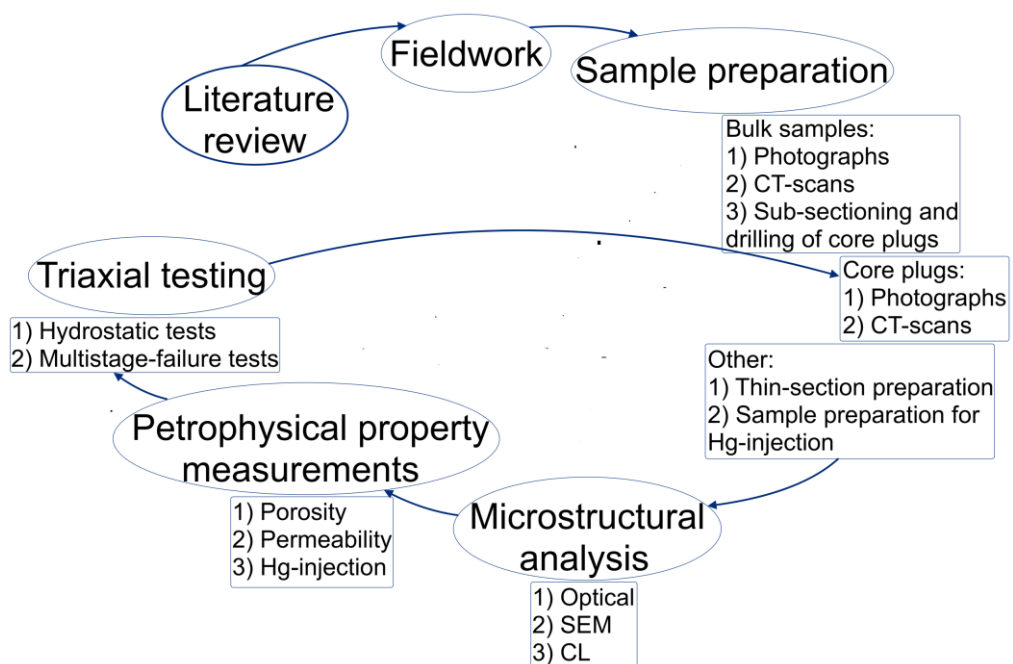 Fieldwork
Sample preparation
Literature
review
Bulk samples:
1) Photographs
2) CT-scans
3) Sub-sectioning and
drilling of core plugs
Core plugs:
1) Photographs
2) CT-scans
Other:
1) Thin-section preparation
2) Sample preparation for
Hg-injection
Microstructural
analysis
1) Optical
2) SEM
3) CL
Petrophysical property
measurements
1) Porosity
2) Permeability
3) Hg-injection
Triaxial testing
1) Hydrostatic tests
2) Multistage-failure tests